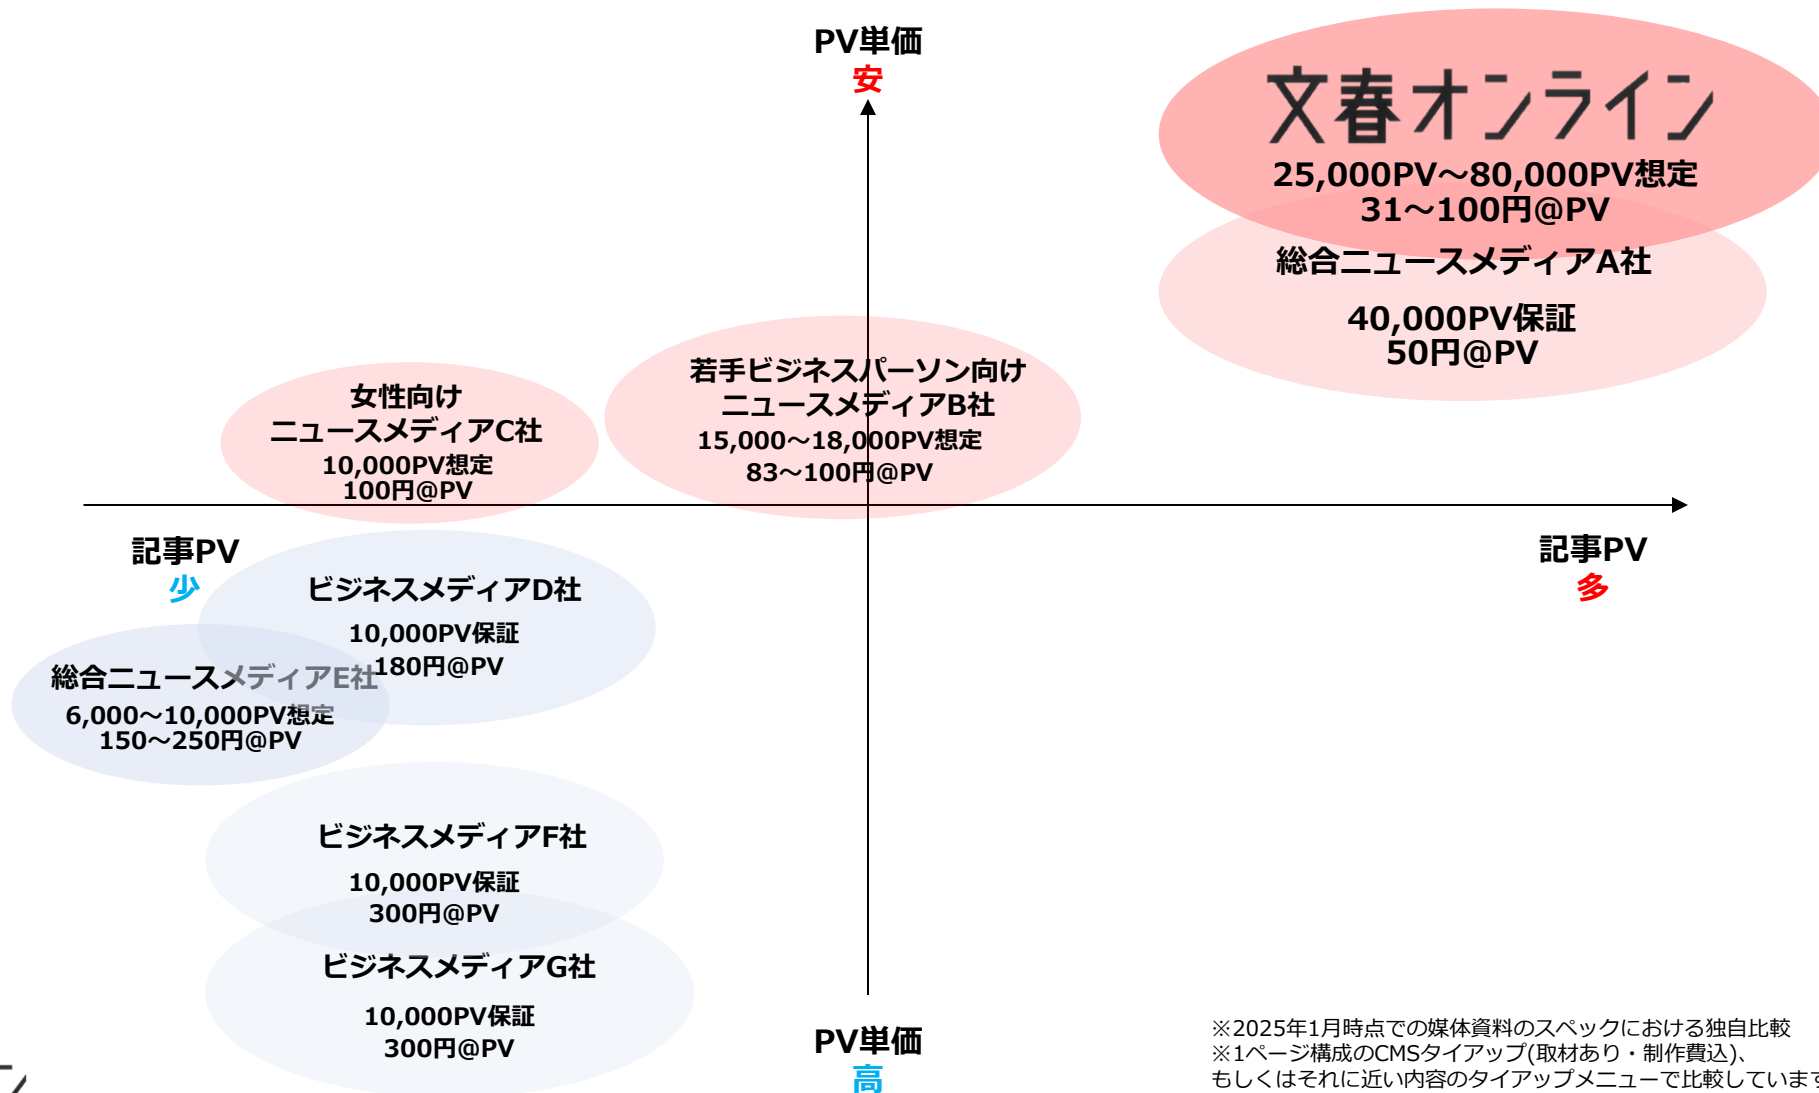 PV単価
安
文春オンライン
25,000PV～80,000PV想定
31～100円@PV
総合ニュースメディアA社
40,000PV保証
50円@PV
若手ビジネスパーソン向け
ニュースメディアB社
15,000～18,000PV想定
83～100円@PV
女性向け
ニュースメディアC社
10,000PV想定
100円@PV
記事PV
少
記事PV
多
ビジネスメディアD社
10,000PV保証
180円@PV
総合ニュースメディアE社
6,000～10,000PV想定
150～250円@PV
ビジネスメディアF社
10,000PV保証
300円@PV
ビジネスメディアG社
10,000PV保証
300円@PV
PV単価
高
※2025年1月時点での媒体資料のスペックにおける独自比較
※1ページ構成のCMSタイアップ(取材あり・制作費込)、
もしくはそれに近い内容のタイアップメニューで比較しています